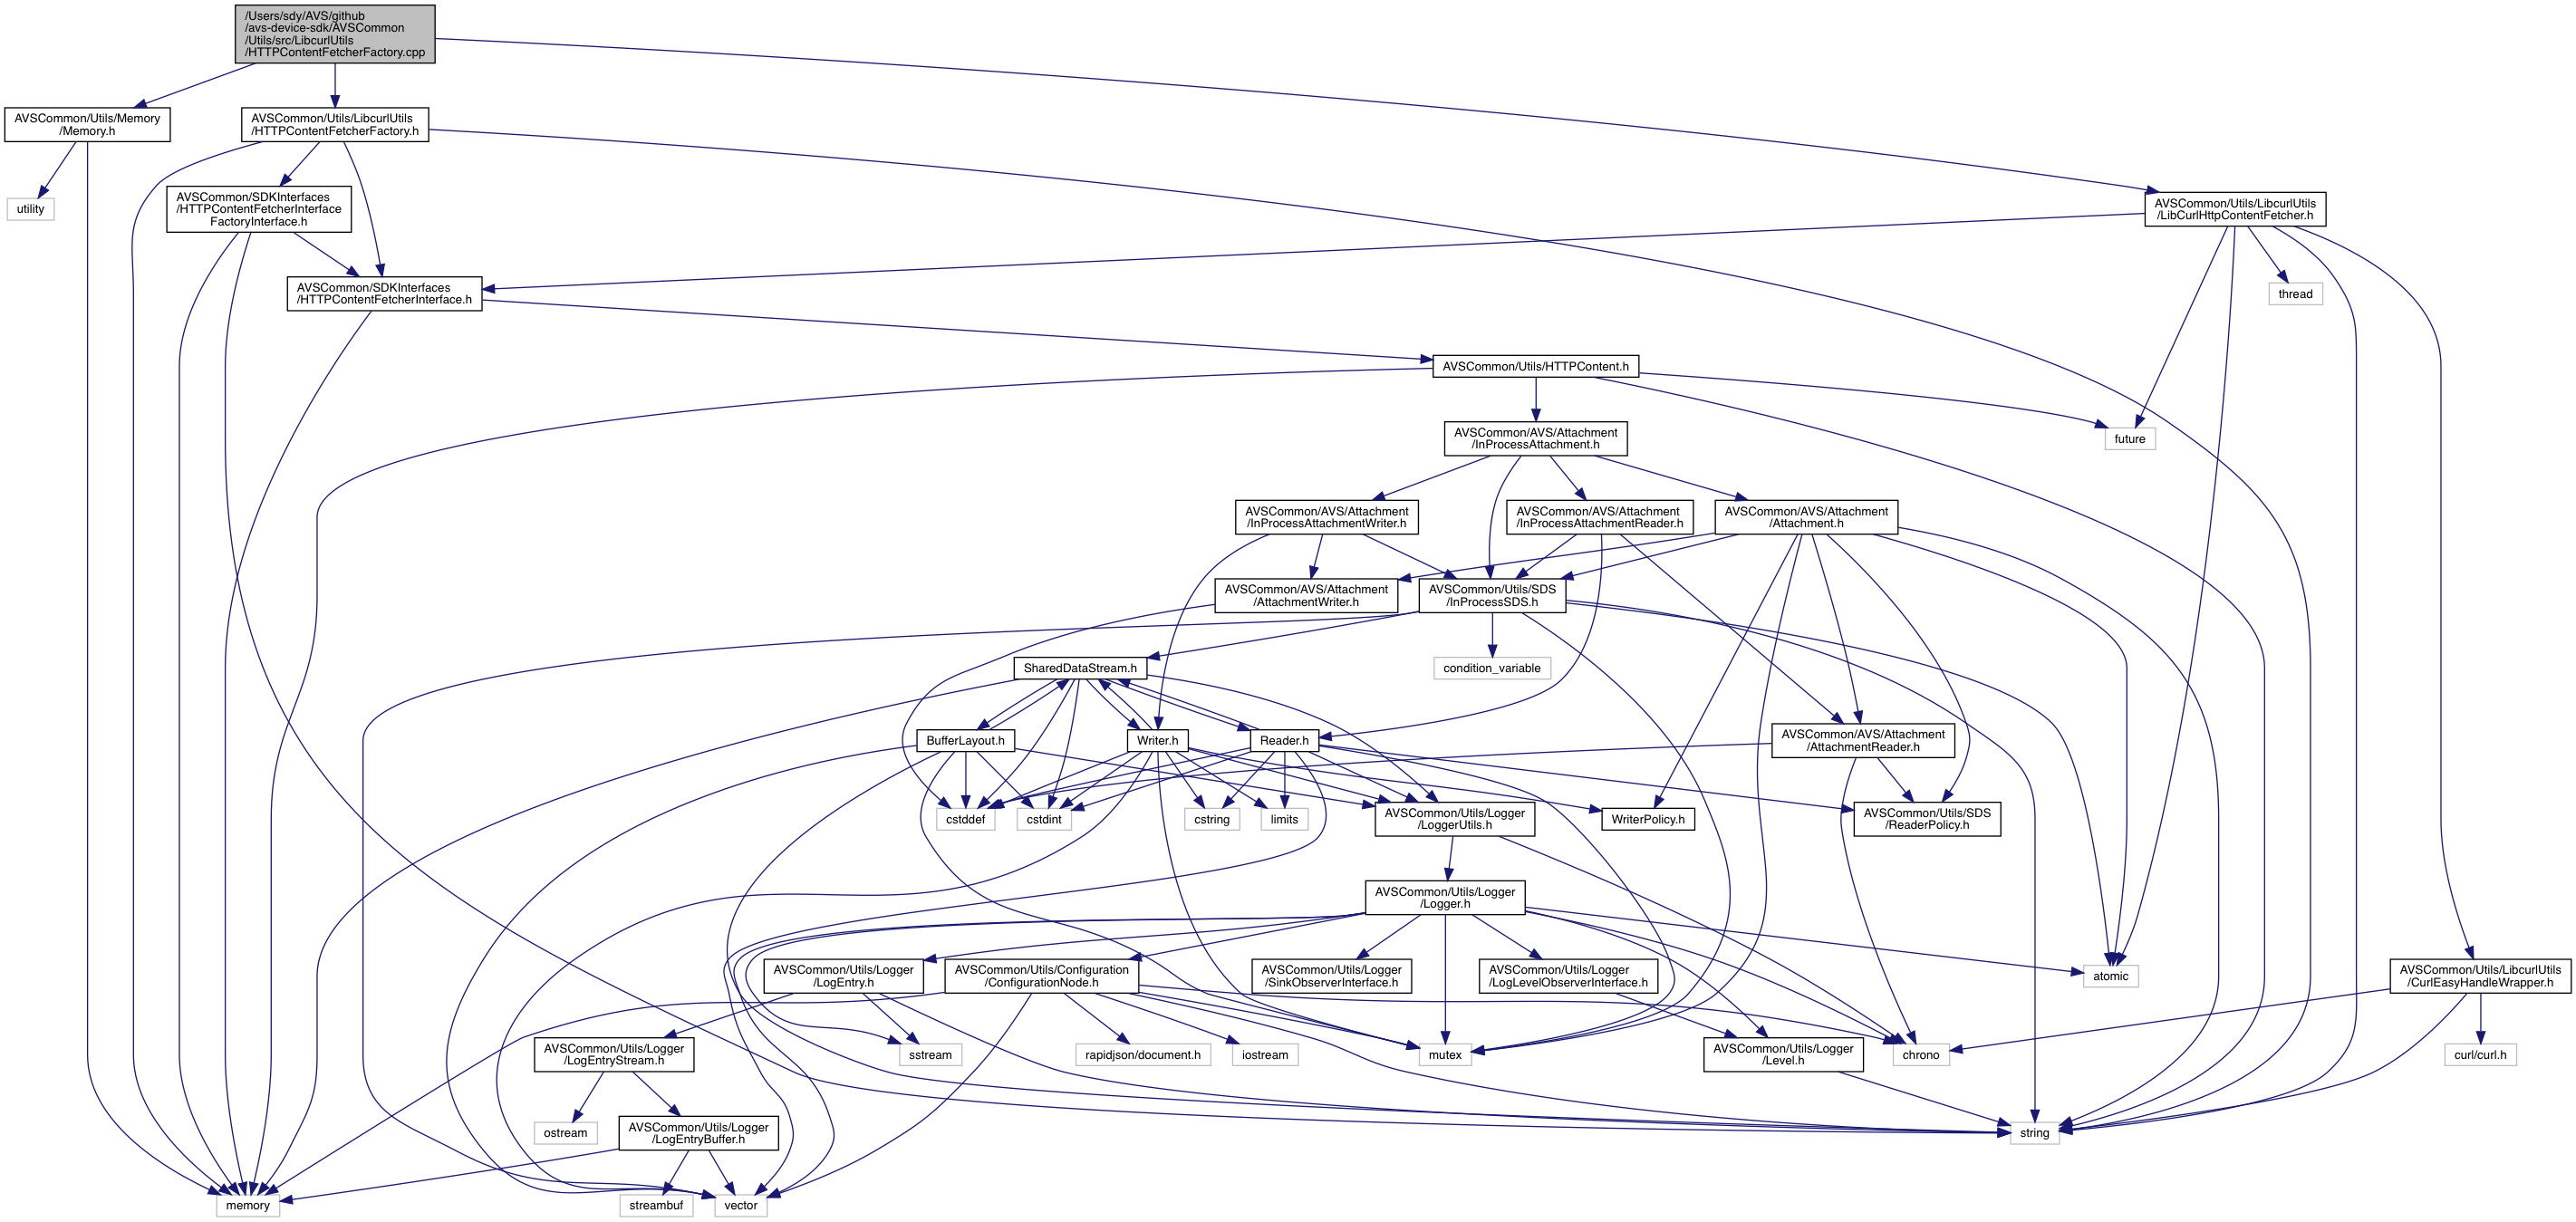 /Users/sdy/AVS/github
/avs-device-sdk/AVSCommon
/Utils/src/LibcurlUtils
/HTTPContentFetcherFactory.cpp
AVSCommon/Utils/Memory
/Memory.h
AVSCommon/Utils/LibcurlUtils
/HTTPContentFetcherFactory.h
utility
AVSCommon/SDKInterfaces
/HTTPContentFetcherInterface
FactoryInterface.h
AVSCommon/Utils/LibcurlUtils
/LibCurlHttpContentFetcher.h
AVSCommon/SDKInterfaces
/HTTPContentFetcherInterface.h
thread
AVSCommon/Utils/HTTPContent.h
AVSCommon/AVS/Attachment
/InProcessAttachment.h
future
AVSCommon/AVS/Attachment
/InProcessAttachmentWriter.h
AVSCommon/AVS/Attachment
/InProcessAttachmentReader.h
AVSCommon/AVS/Attachment
/Attachment.h
AVSCommon/AVS/Attachment
/AttachmentWriter.h
AVSCommon/Utils/SDS
/InProcessSDS.h
SharedDataStream.h
condition_variable
BufferLayout.h
Writer.h
Reader.h
AVSCommon/AVS/Attachment
/AttachmentReader.h
cstddef
cstdint
cstring
limits
AVSCommon/Utils/Logger
/LoggerUtils.h
WriterPolicy.h
AVSCommon/Utils/SDS
/ReaderPolicy.h
AVSCommon/Utils/Logger
/Logger.h
AVSCommon/Utils/Logger
/LogEntry.h
AVSCommon/Utils/Configuration
/ConfigurationNode.h
AVSCommon/Utils/Logger
/SinkObserverInterface.h
AVSCommon/Utils/Logger
/LogLevelObserverInterface.h
atomic
AVSCommon/Utils/LibcurlUtils
/CurlEasyHandleWrapper.h
AVSCommon/Utils/Logger
/LogEntryStream.h
sstream
rapidjson/document.h
iostream
mutex
AVSCommon/Utils/Logger
/Level.h
chrono
curl/curl.h
ostream
AVSCommon/Utils/Logger
/LogEntryBuffer.h
string
memory
streambuf
vector